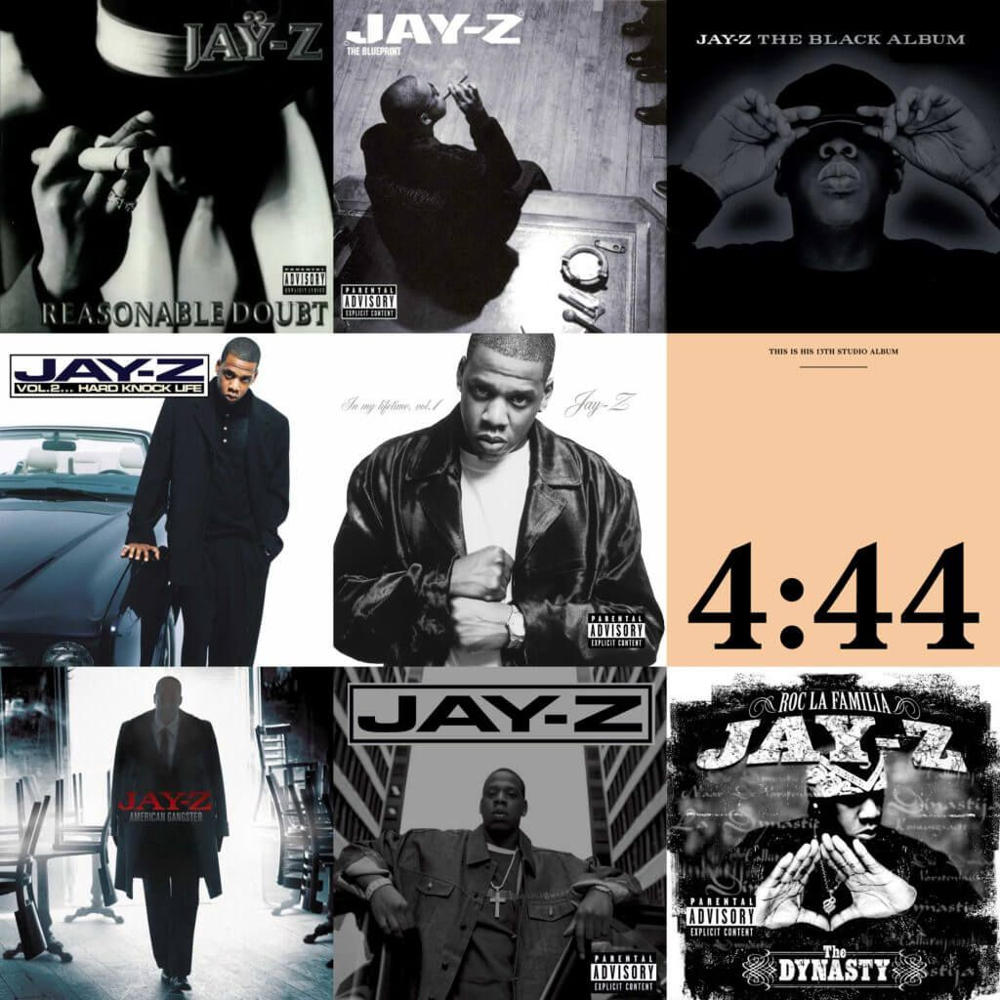 JAŸ-Z
PARENTAL
ADVISORY
EXPLICIT LYRICS
REASONABLE DOUBT
JAY-Z
THE BLUEPRINT
PARENTAL
ADVISORY
EXPLICIT CONTENT
JAY-Z THE BLACK ALBUM
JAY-Z
VOL.2... HARD KNOCK LIFE
In my lifetime, vol.1 Jay-Z
PARENTAL
ADVISORY
EXPLICIT CONTENT
THIS IS HIS 13TH STUDIO ALBUM
4:44
JAY-Z
AMERICAN GANGSTER
JAY-Z
PARENTAL
ADVISORY
EXPLICIT CONTENT
ROC LA FAMILIA
JAY-Z
PARENTAL
ADVISORY
EXPLICIT CONTENT
The
DYNASTY